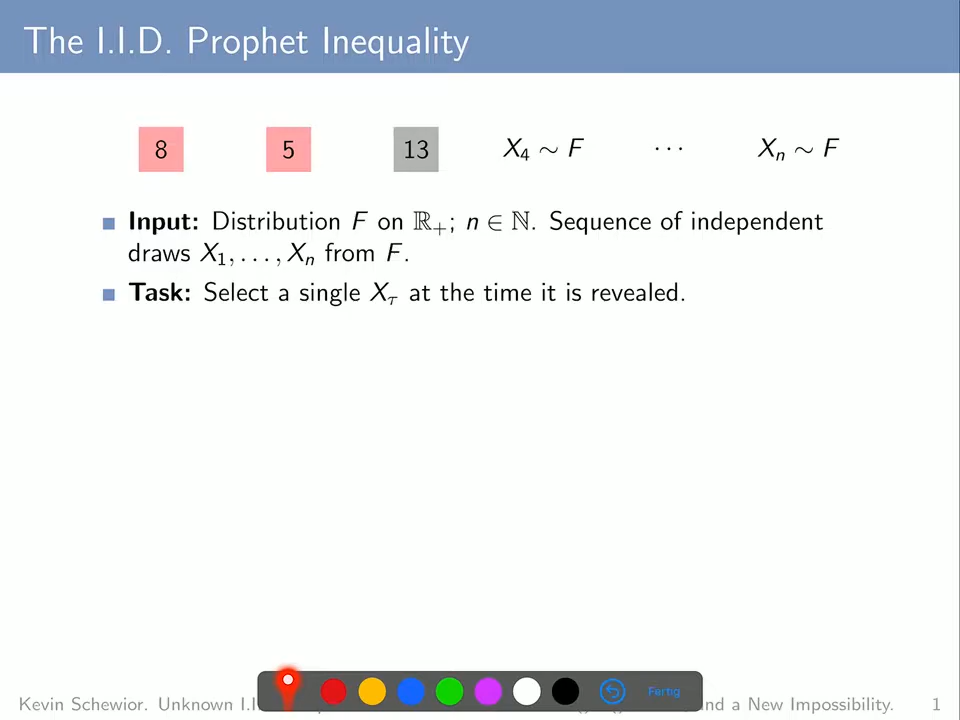 The I.I.D. Prophet Inequality
8 5 13 X₄ ∼ F ⋯ Xₙ ∼ F
Input: Distribution F on ℝ₊; n ∈ ℕ. Sequence of independent
draws X₁, . . . , Xₙ from F.
Task: Select a single X_τ at the time it is revealed.
Fertig
Kevin Schewior. Unknown and a New Impossibility. 1